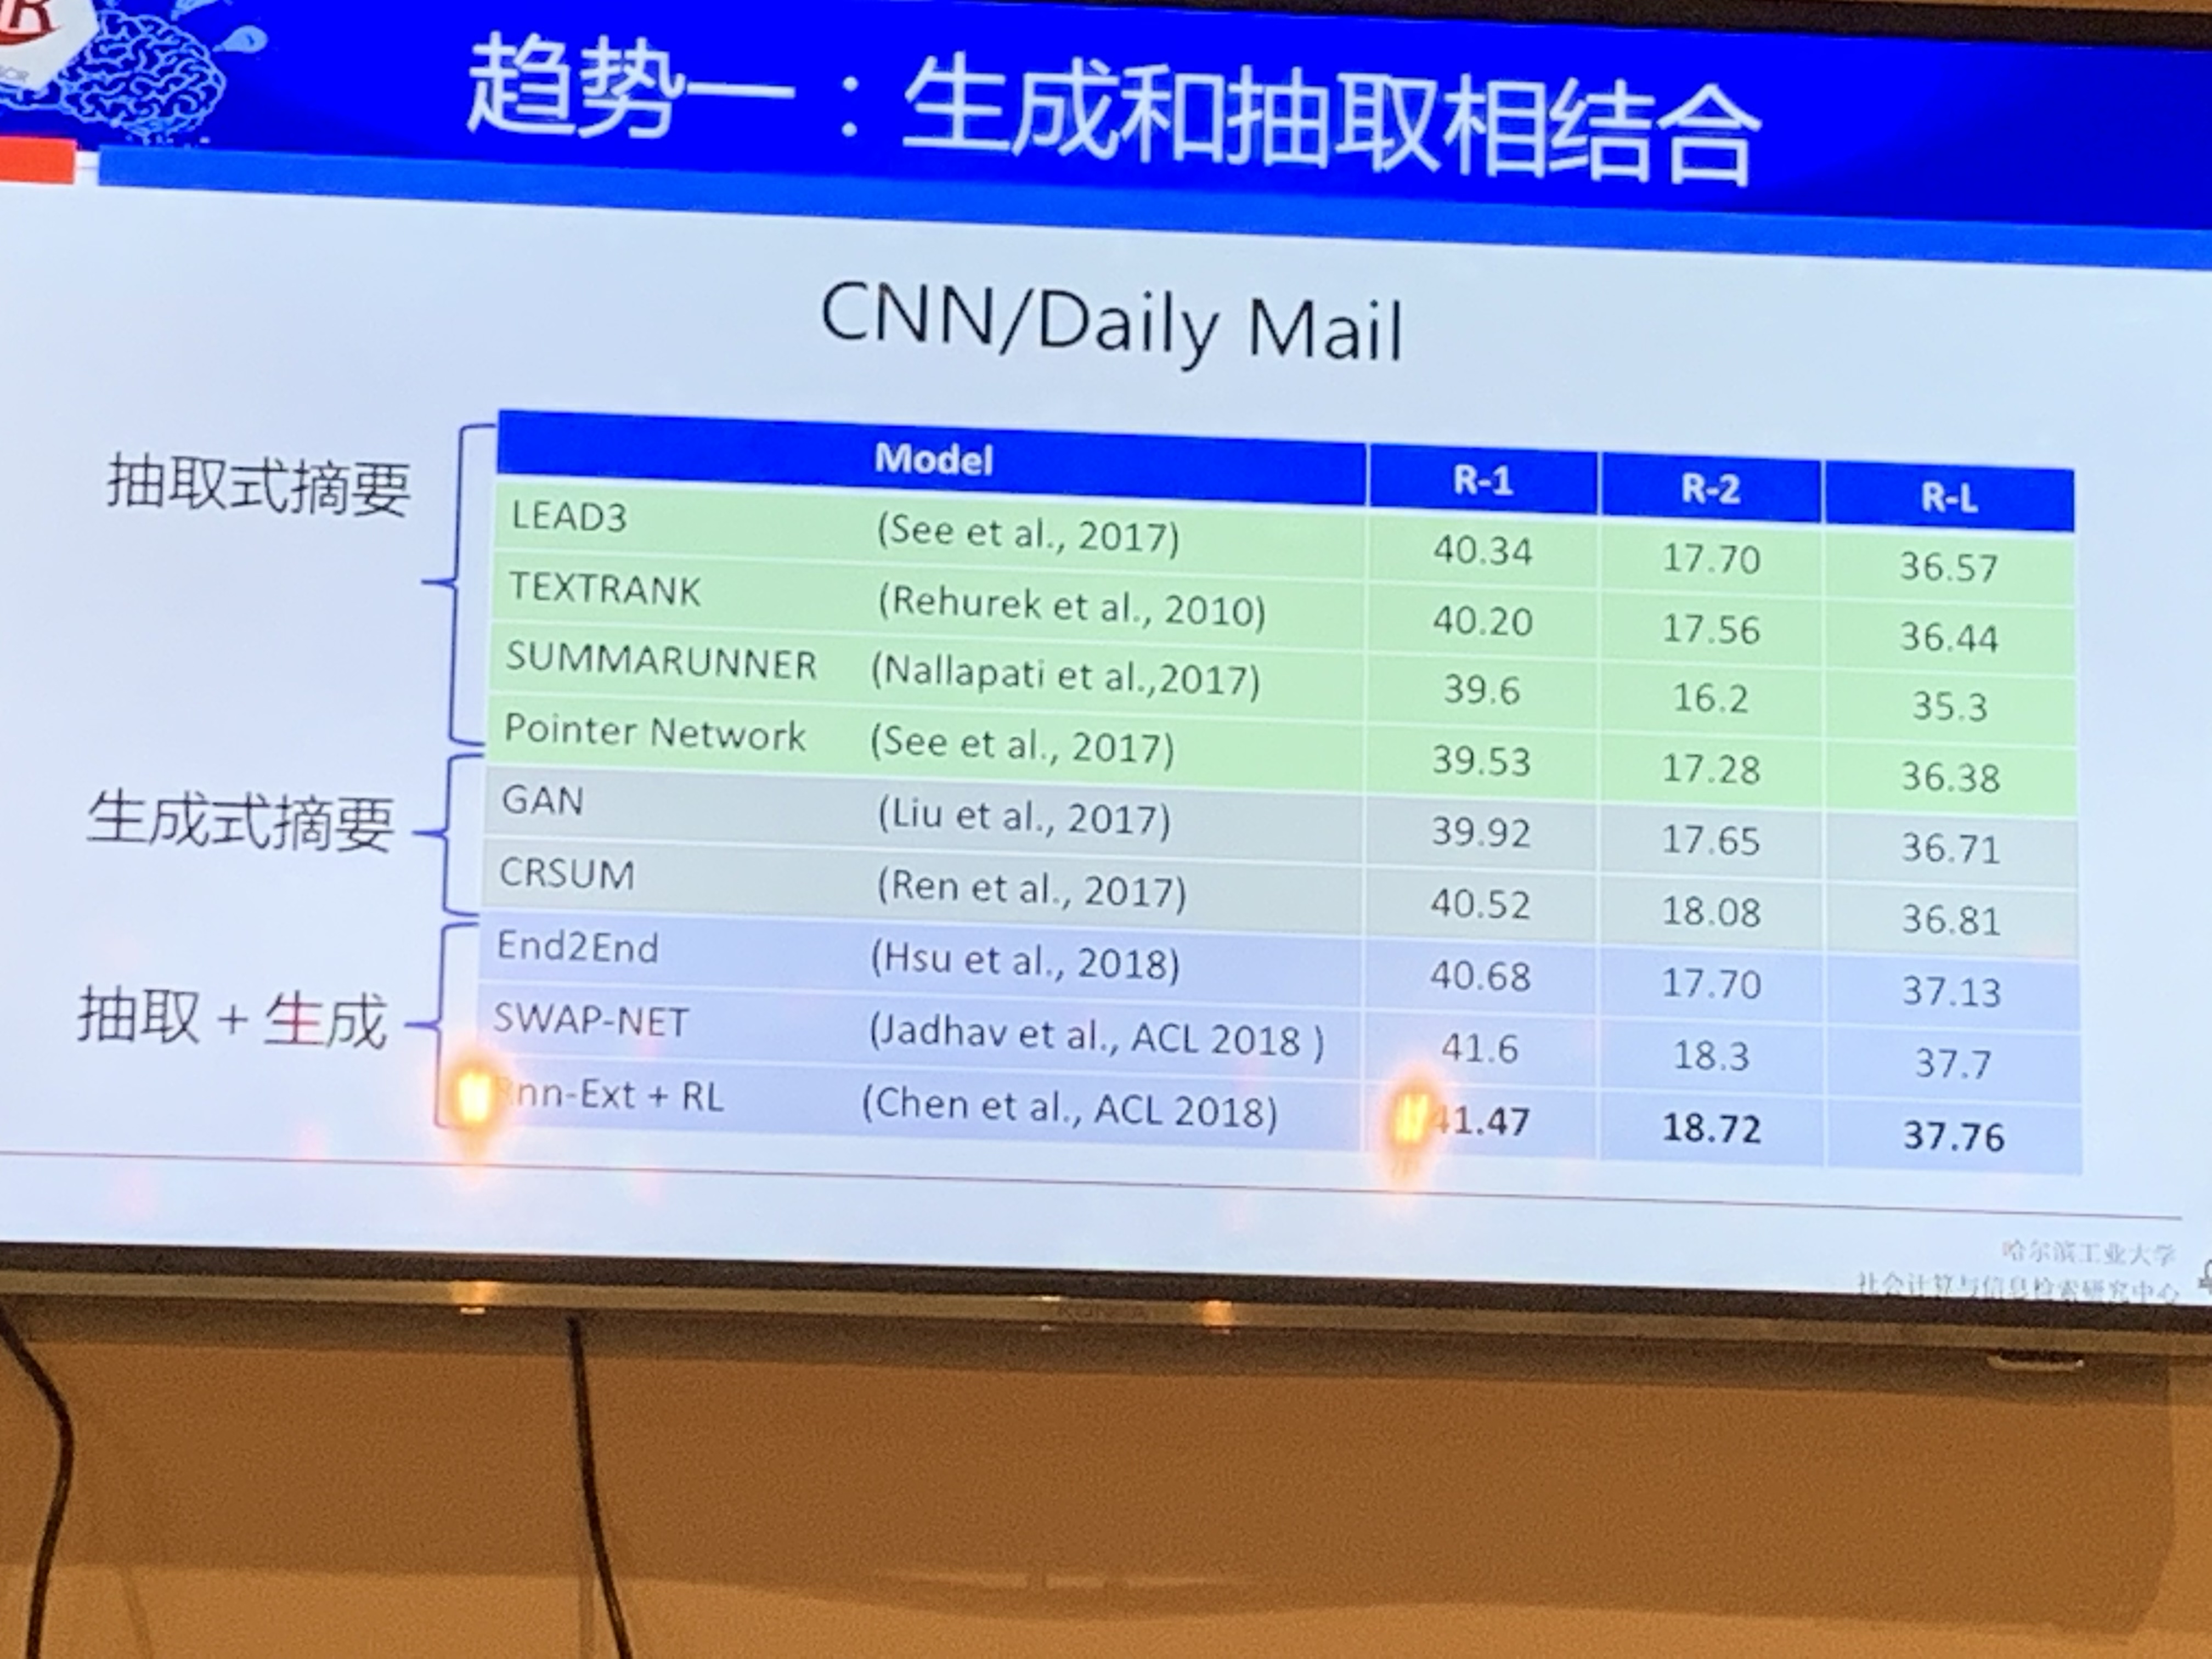 趋势一：生成和抽取相结合
CNN/Daily Mail
抽取式摘要
生成式摘要
抽取 + 生成
Model R-1 R-2 R-L
LEAD3 (See et al., 2017) 40.34 17.70 36.57
TEXTRANK (Rehurek et al., 2010) 40.20 17.56 36.44
SUMMARUNNER (Nallapati et al.,2017) 39.6 16.2 35.3
Pointer Network (See et al., 2017) 39.53 17.28 36.38
GAN (Liu et al., 2017) 39.92 17.65 36.71
CRSUM (Ren et al., 2017) 40.52 18.08 36.81
End2End (Hsu et al., 2018) 40.68 17.70 37.13
SWAP-NET (Jadhav et al., ACL 2018 ) 41.6 18.3 37.7
Rnn-Ext + RL (Chen et al., ACL 2018) 41.47 18.72 37.76
哈尔滨工业大学
社会计算与信息检索研究中心
KONKA